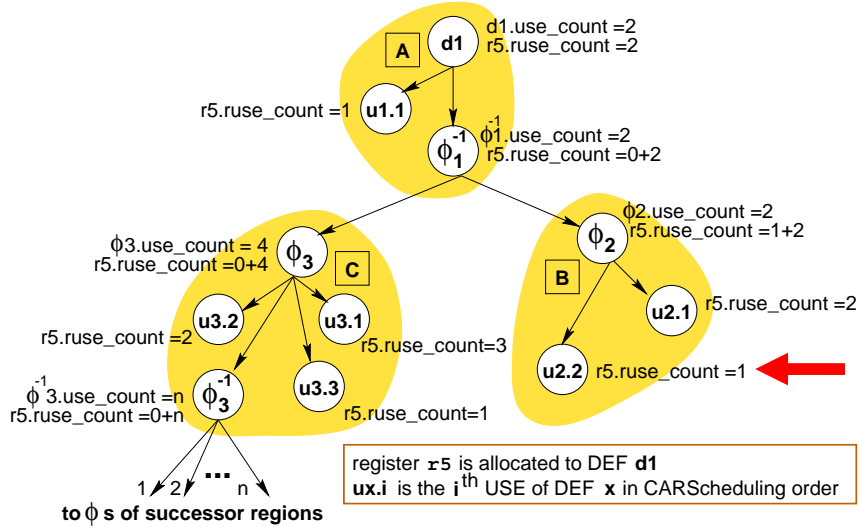 d1.use_count=2
r5.ruse_count =2
A
d1
r5.ruse_count =1
u1.1
ϕ1^-1
ϕ^-1 1.use_count=2
r5.ruse_count =0+2
ϕ2.use_count =2
r5.ruse_count =1+2
ϕ3.use_count = 4
r5.ruse_count =0+4
ϕ3
C
ϕ2
B
u3.2
u3.1
u2.1
r5.ruse_count =2
r5.ruse_count =2
r5.ruse_count=3
u2.2
r5.ruse_count =1
ϕ^-1 3.use_count=n
r5.ruse_count =0+n
ϕ3^-1
u3.3
r5.ruse_count=1
1 2 ... n
to ϕ s of successor regions
register r5 is allocated to DEF d1
ux.i is the i^th USE of DEF x in CARScheduling order